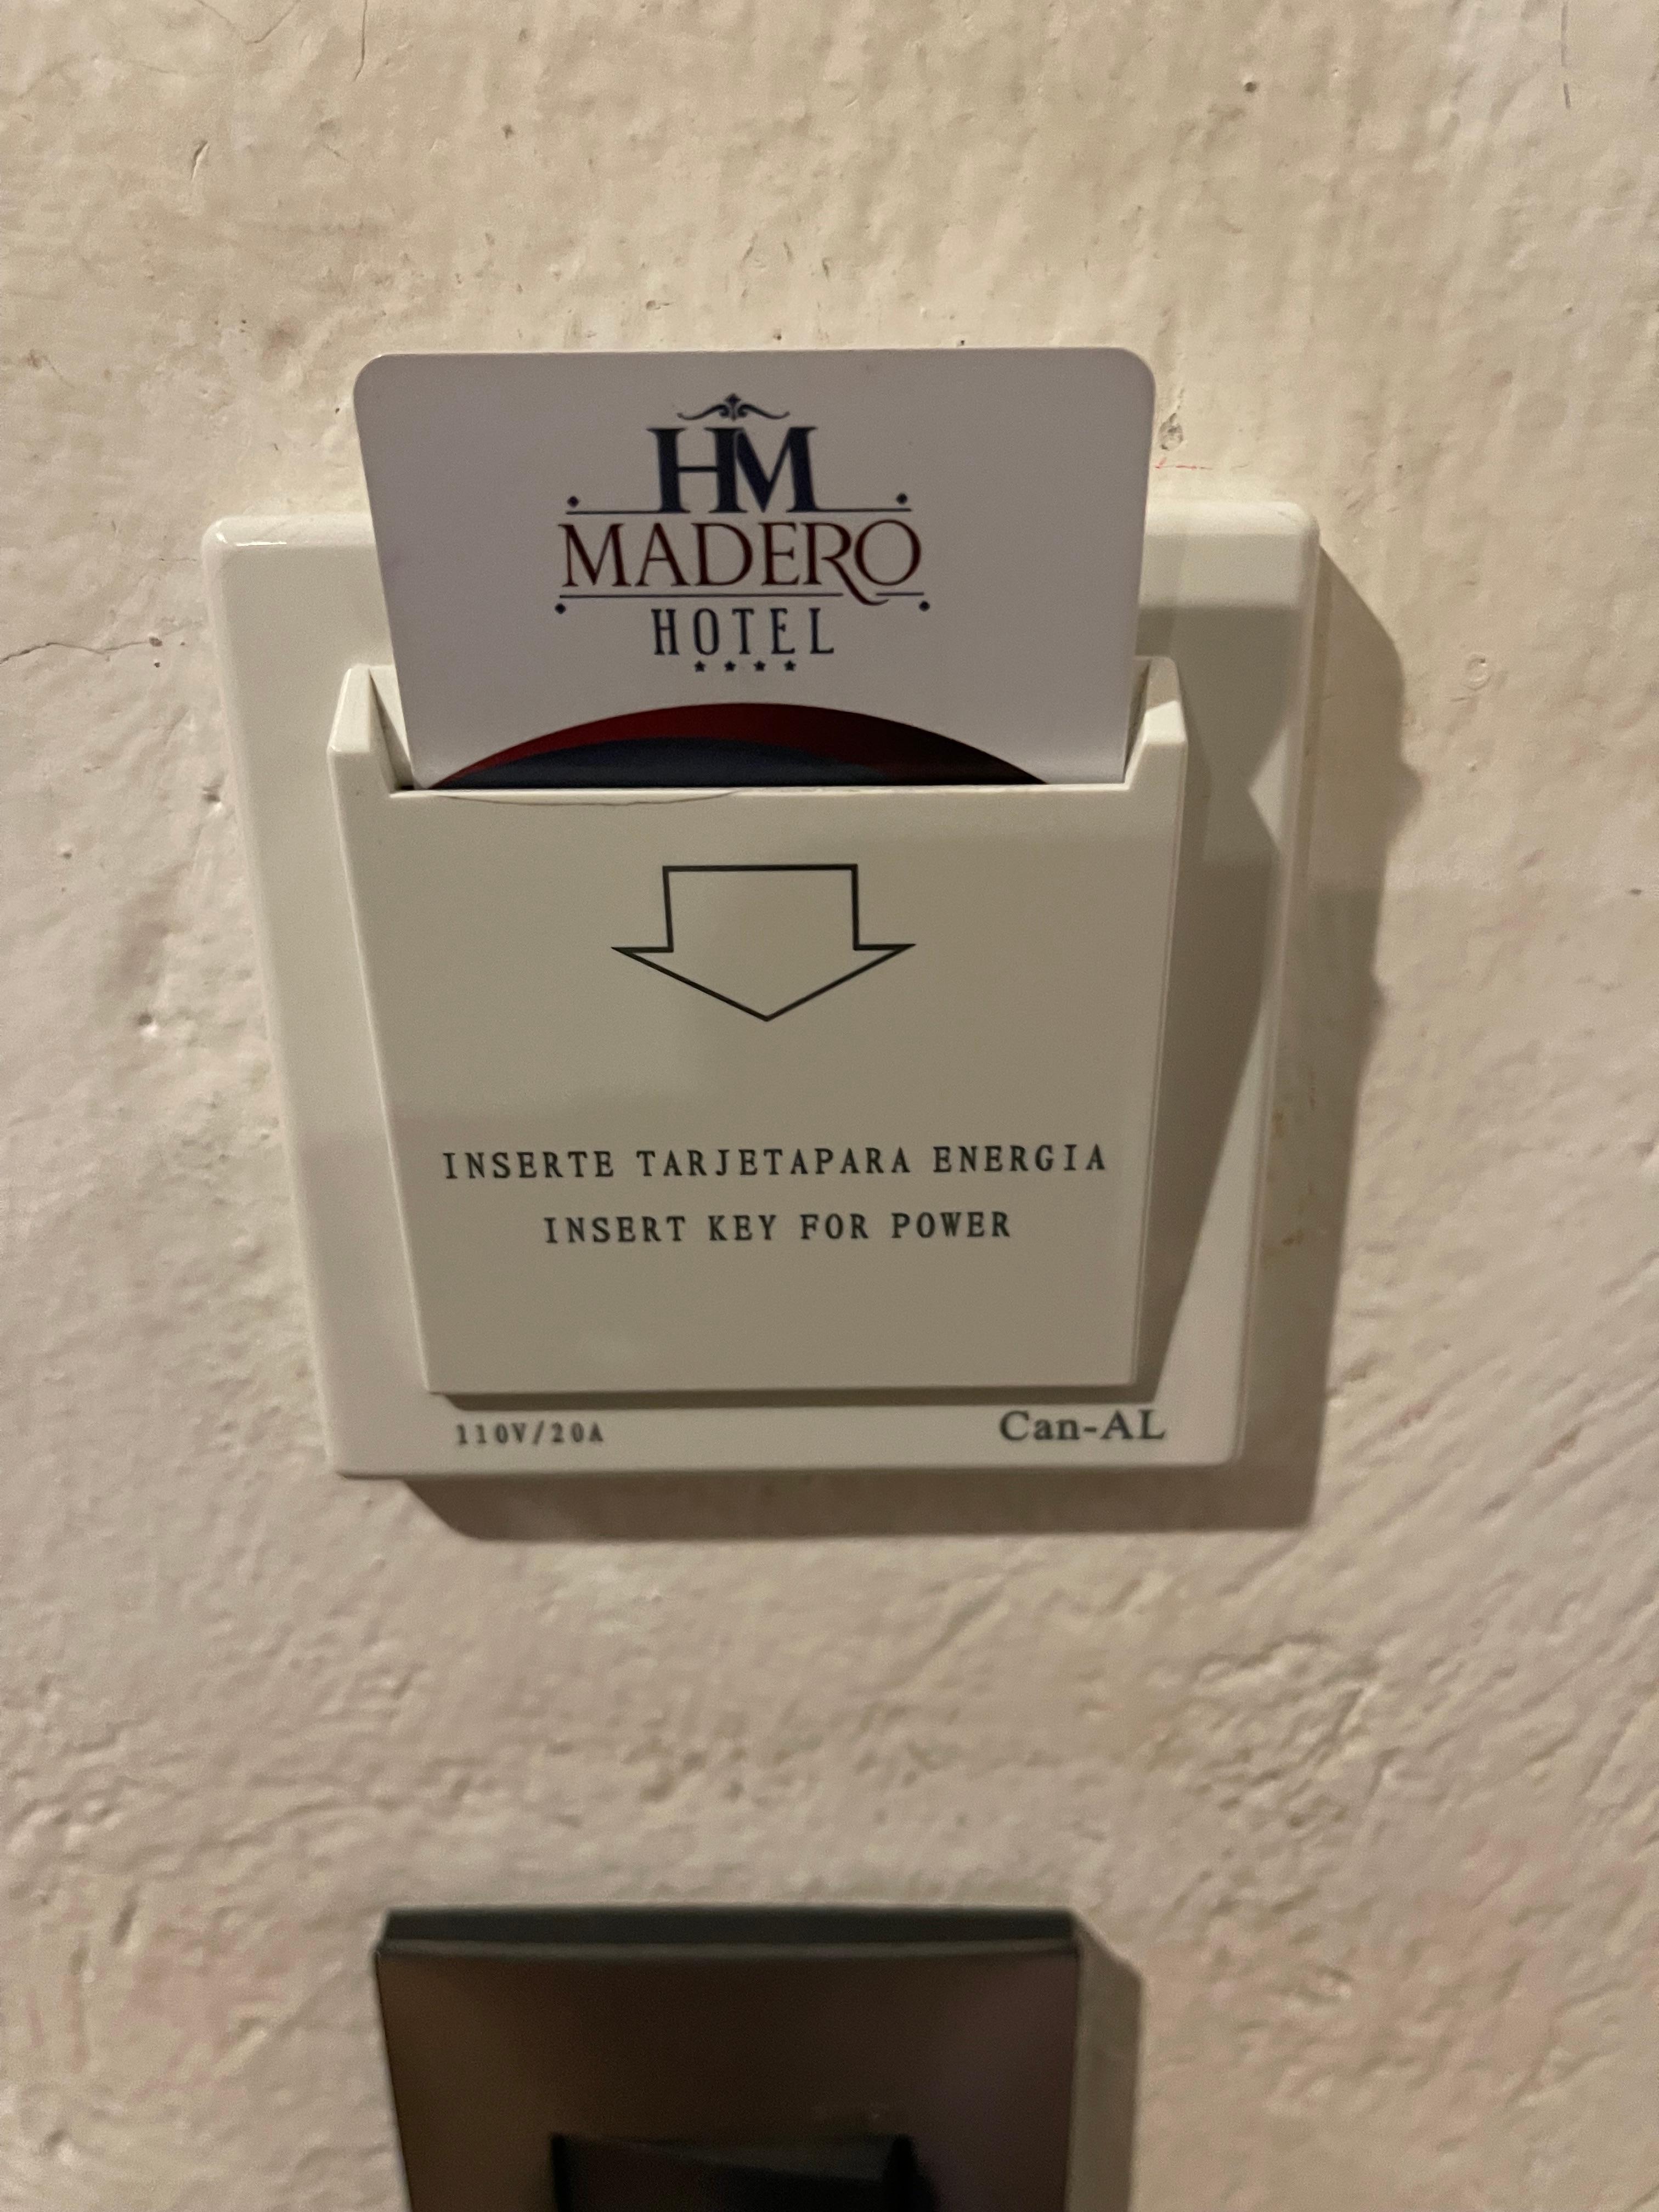 HM
MADERO
HOTEL
INSERTE TARJETAPARA ENERGIA
INSERT KEY FOR POWER
110V/20A
Can-AL